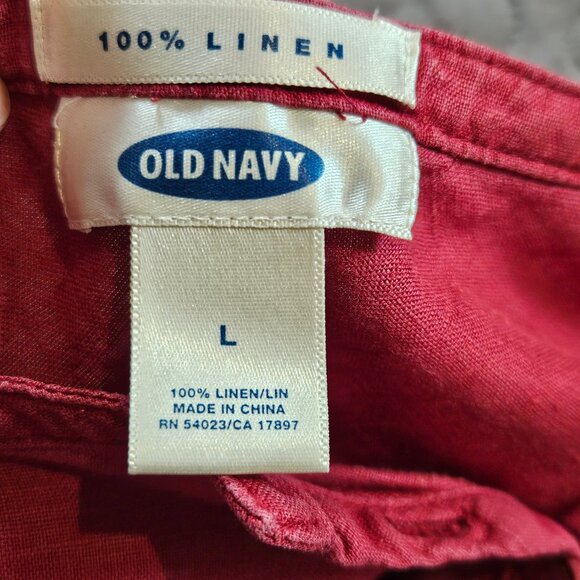 100% LINEN
OLD NAVY
L
100% LINEN/LIN
MADE IN CHINA
RN 54023/CA 17897